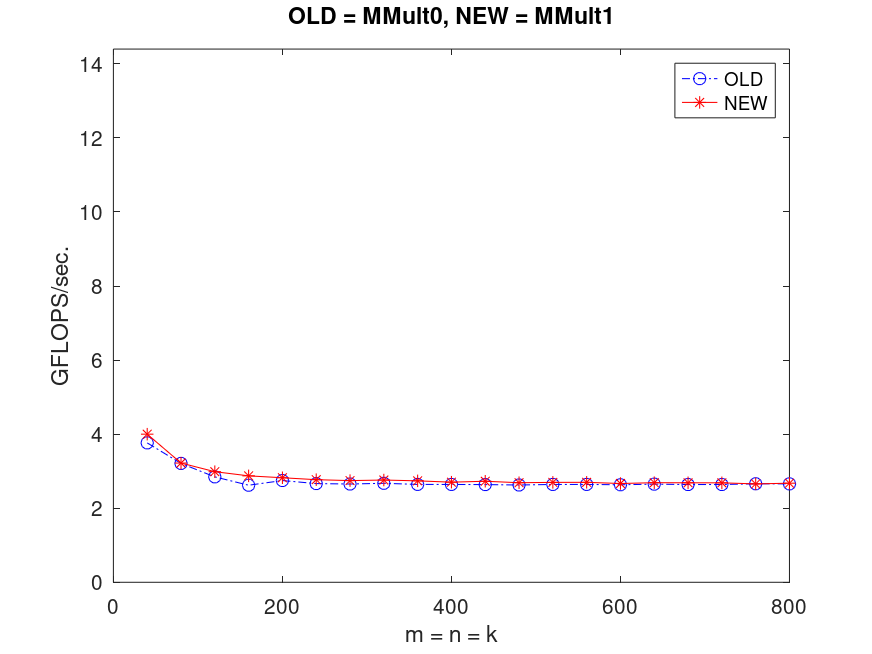 OLD = MMult0, NEW = MMult1
OLD
NEW
14
12
10
8
6
4
2
0
GFLOPS/sec.
0 200 400 600 800
m = n = k